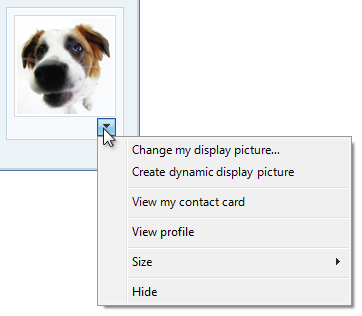 Change my display picture...
Create dynamic display picture
View my contact card
View profile
Size
Hide